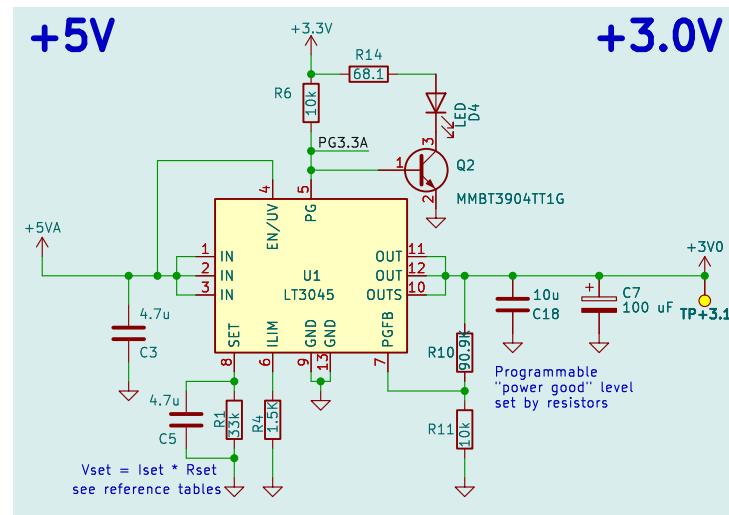 +5V
+3.0V
+3.3V
R14
68.1
R6
10k
LED
D4
PG3.3A
3
1
Q2
2
MMBT3904TT1G
4
5
EN/UV
PG
+5VA
+3V0
1
IN
2
IN
3
IN
U1
LT3045
OUT
11
OUT
12
OUTS
10
SET
ILIM
GND
GND
PGFB
8
6
9
13
7
4.7u
C3
10u
C18
+
C7
100 uF
TP+3.1
R10
90.9K
Programmable
"power good" level
set by resistors
4.7u
C5
R1
33k
R4
1.5K
R11
10k
Vset = Iset * Rset
see reference tables